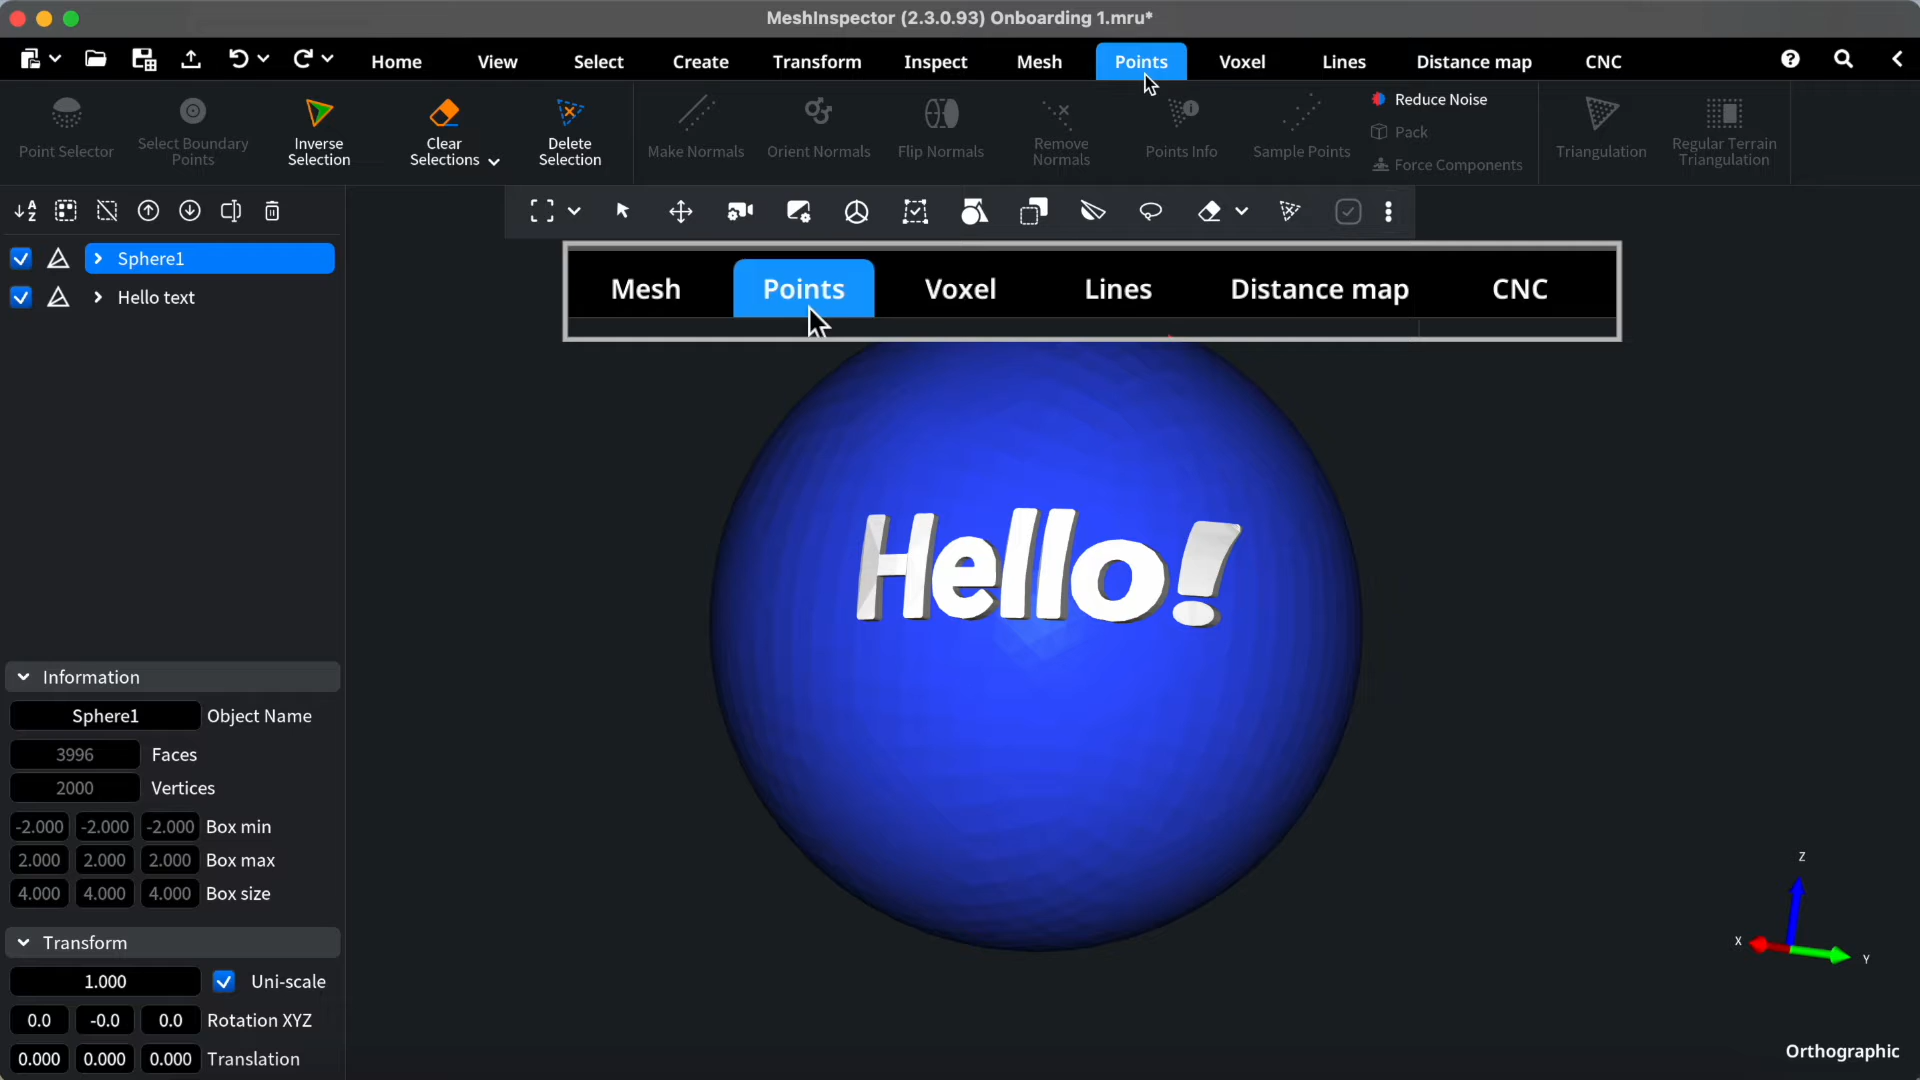 MeshInspector (2.3.0.93) Onboarding 1.mru*
Home View Select Create Transform Inspect Mesh Points Voxel Lines Distance map CNC
Point Selector
Select Boundary Points
Inverse Selection
Clear Selections
Delete Selection
Make Normals
Orient Normals
Flip Normals
Remove Normals
Points Info
Sample Points
Reduce Noise
Pack
Force Components
Triangulation
Regular Terrain Triangulation
Sphere1
Hello text
Mesh Points Voxel Lines Distance map CNC
Hello!
Information
Sphere1 Object Name
3996 Faces
2000 Vertices
-2.000 -2.000 -2.000 Box min
2.000 2.000 2.000 Box max
4.000 4.000 4.000 Box size
Transform
1.000 Uni-scale
0.0 -0.0 0.0 Rotation XYZ
0.000 0.000 0.000 Translation
Z
X
Y
Orthographic